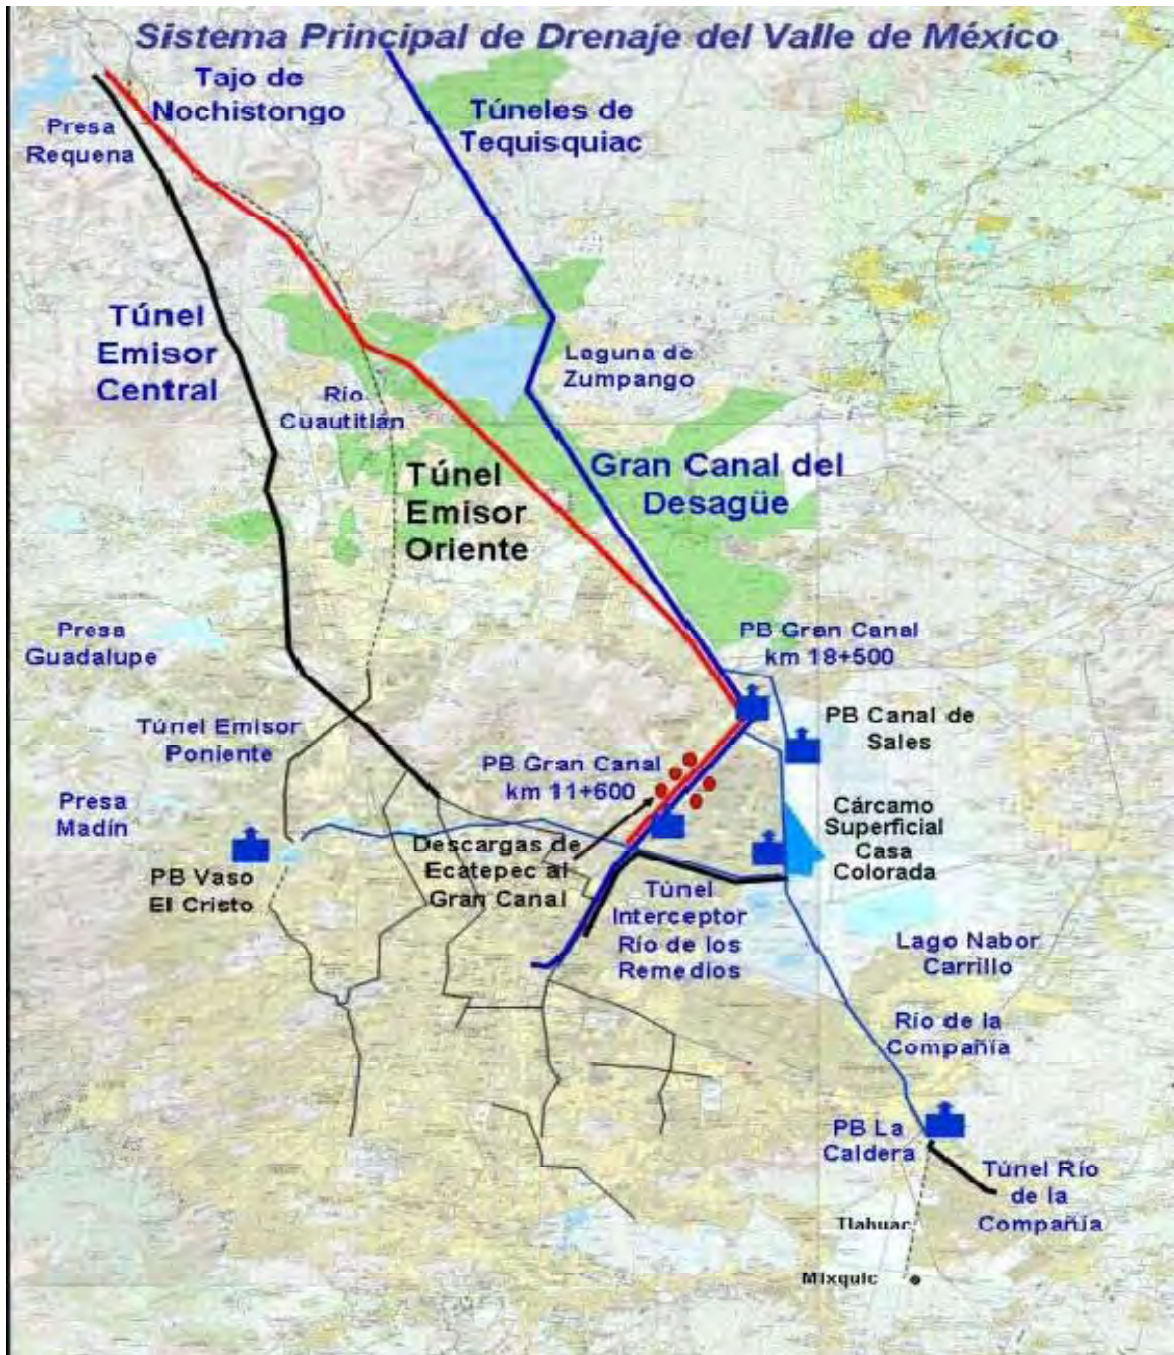 Sistema Principal de Drenaje del Valle de México
Tajo de
Nochistongo
Túneles de
Tequisquiac
Presa
Requena
Túnel
Emisor
Central
Laguna de
Zumpango
Río
Cuautitlán
Gran Canal del
Desagüe
Túnel
Emisor
Oriente
Presa
Guadalupe
PB Gran Canal
km 18+500
Túnel Emisor
Poniente
PB Canal de
Sales
PB Gran Canal
km 11+600
Presa
Madín
Cárcamo
Superficial
Casa
Colorada
Descargas de
Ecatepec al
Gran Canal
PB Vaso
El Cristo
Túnel
Interceptor
Río de los
Remedios
Lago Nabor
Carrillo
Río de la
Compañía
PB La
Caldera
Túnel Río
de la
Compañía
Tlahuac
Mixquic